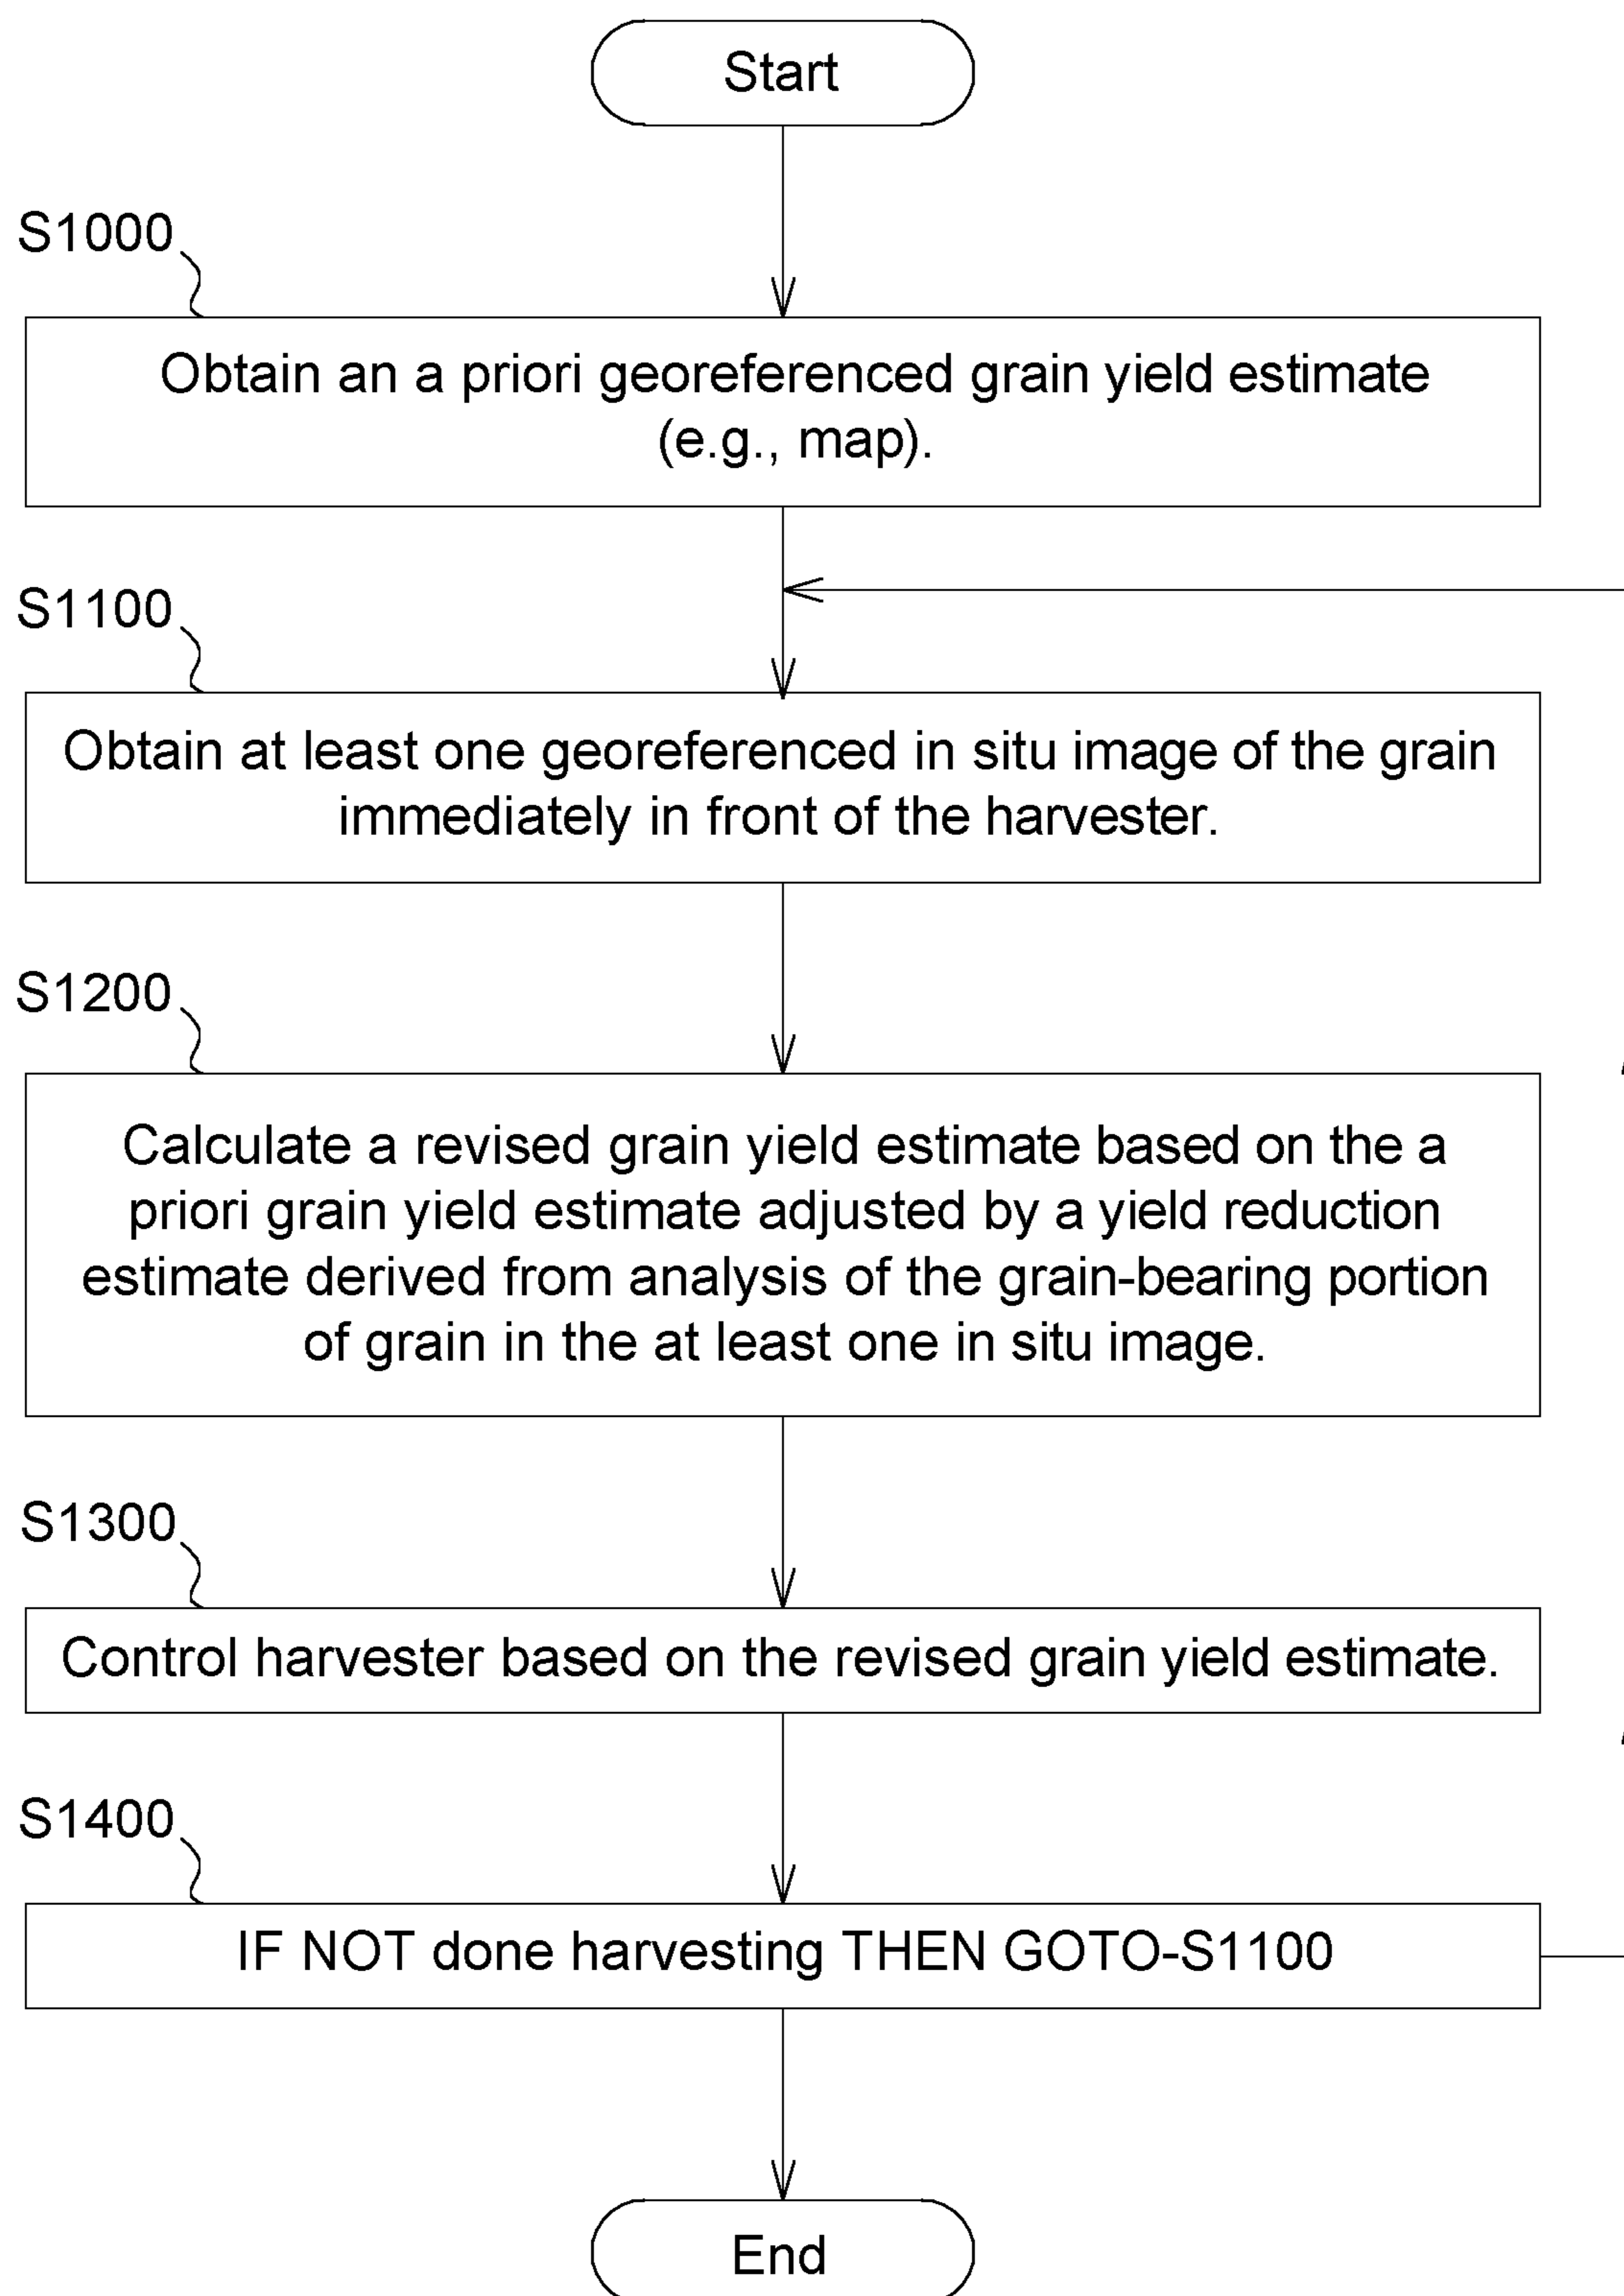 Start
S1000
Obtain an a priori georeferenced grain yield estimate
(e.g., map).
S1100
Obtain at least one georeferenced in situ image of the grain
immediately in front of the harvester.
S1200
Calculate a revised grain yield estimate based on the a
priori grain yield estimate adjusted by a yield reduction
estimate derived from analysis of the grain-bearing portion
of grain in the at least one in situ image.
S1300
Control harvester based on the revised grain yield estimate.
S1400
IF NOT done harvesting THEN GOTO-S1100
End